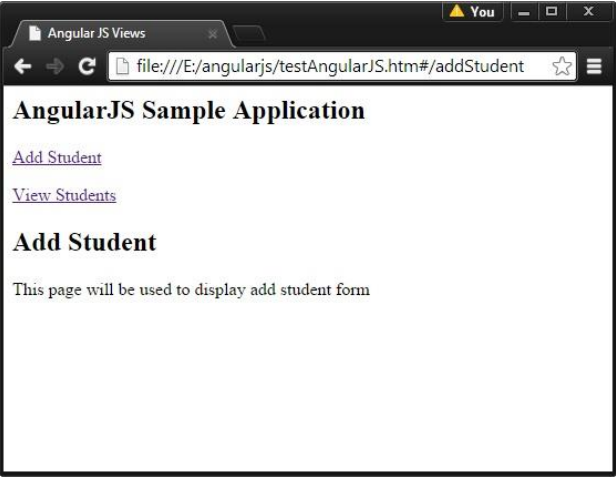 You
Angular JS Views
file:///E:/angularjs/testAngularJS.htm#/addStudent
AngularJS Sample Application
Add Student
View Students
Add Student
This page will be used to display add student form